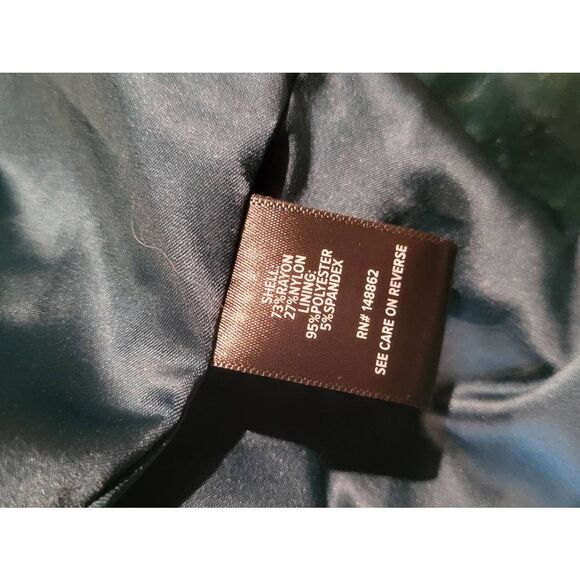 SHELL:
73%RAYON
27%NYLON
LINING:
95%POLYESTER
5%SPANDEX
RN# 148862
SEE CARE ON REVERSE